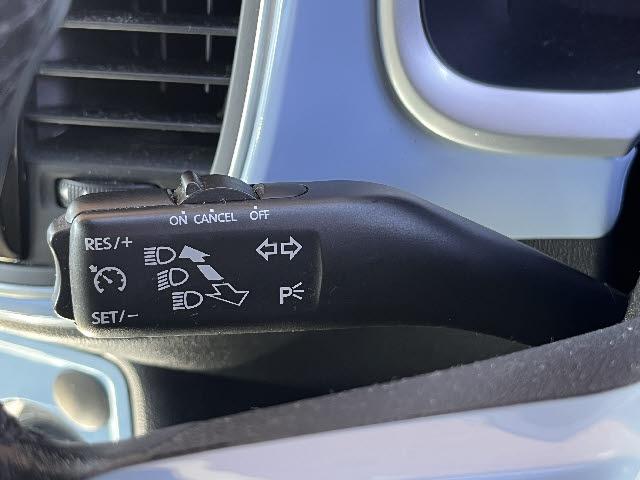 ON CANCEL OFF
RES/+
SET/-
P